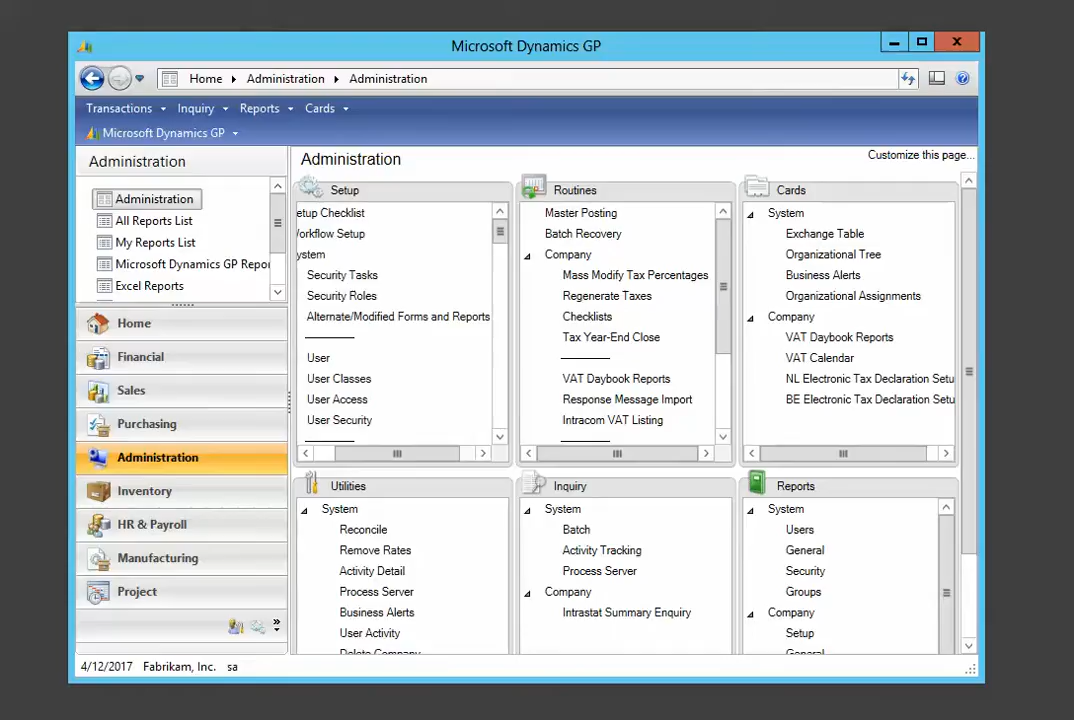 Microsoft Dynamics GP
Home Administration Administration
Transactions Inquiry Reports Cards
Microsoft Dynamics GP
Administration
Administration
All Reports List
My Reports List
Microsoft Dynamics GP Repo
Excel Reports
Home
Financial
Sales
Purchasing
Administration
Inventory
HR & Payroll
Manufacturing
Project
Administration
Customize this page...
Setup
etup Checklist
orkflow Setup
ystem
Security Tasks
Security Roles
Alternate/Modified Forms and Reports
User
User Classes
User Access
User Security
Routines
Master Posting
Batch Recovery
Company
Mass Modify Tax Percentages
Regenerate Taxes
Checklists
Tax Year-End Close
VAT Daybook Reports
Response Message Import
Intracom VAT Listing
Cards
System
Exchange Table
Organizational Tree
Business Alerts
Organizational Assignments
Company
VAT Daybook Reports
VAT Calendar
NL Electronic Tax Declaration Setu
BE Electronic Tax Declaration Setu
Utilities
System
Reconcile
Remove Rates
Activity Detail
Process Server
Business Alerts
User Activity
Delete Company
Inquiry
System
Batch
Activity Tracking
Process Server
Company
Intrastat Summary Enquiry
Reports
System
Users
General
Security
Groups
Company
Setup
General
4/12/2017 Fabrikam, Inc. sa